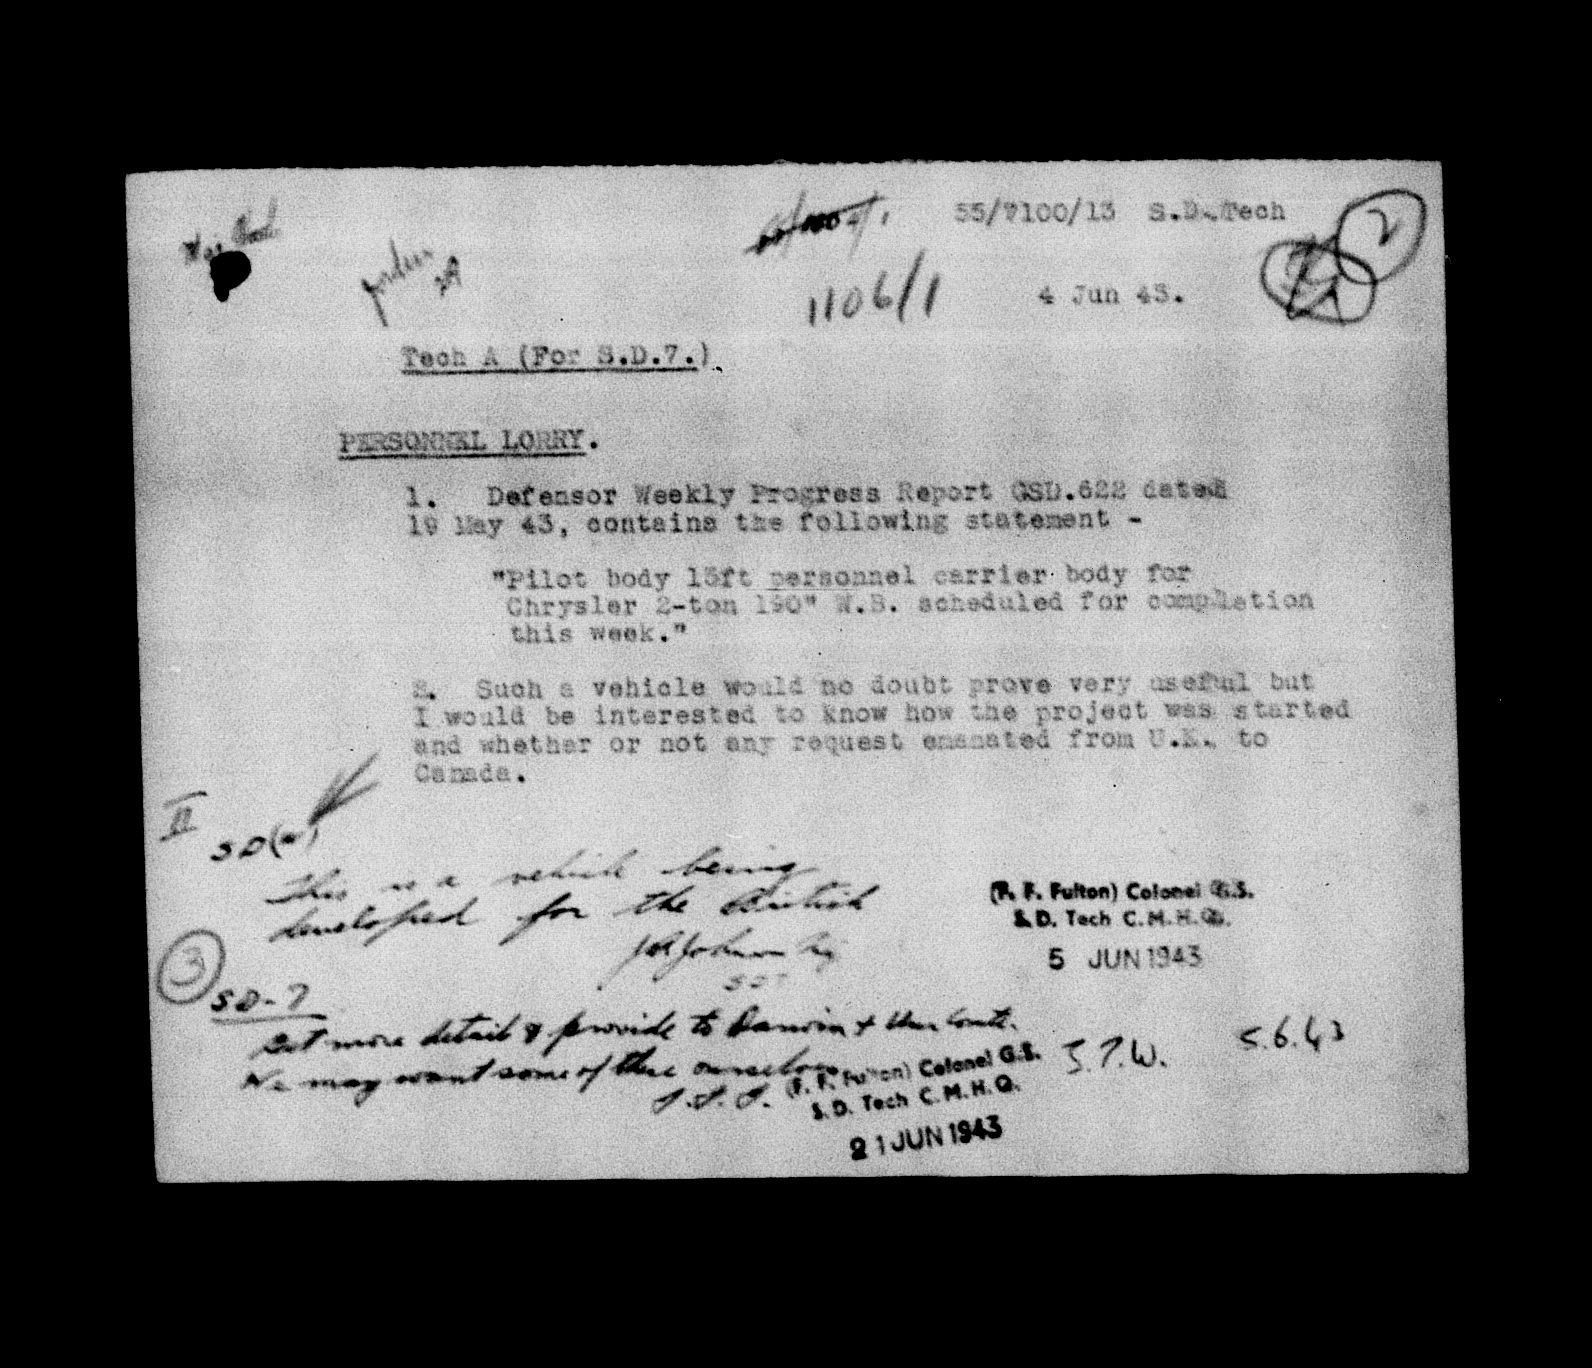 55/7100/13 S.D. Tech
2
1106/1
4 Jun 43.
Tech A (For S.D.7.)
PERSONNEL LORRY.
1. Defensor Weekly Progress Report GSD.622 dated
19 May 43, contains the following statement -
"Pilot body 15ft personnel carrier body for
Chrysler 2-ton 190" W.B. scheduled for completion
this week."
2. Such a vehicle would no doubt prove very useful but
I would be interested to know how the project was started
and whether or not any request emanated from U.K. to
Canada.
II
SD(w)
This is a vehicle being
developed for the British
(F. F. Fulton) Colonel G.S.
S.D. Tech C.M.H.Q.
5 JUN 1943
3
SD-7
Get more detail & provide to
We may want some of these ourselves
J.T.W. 5.6.43
(F. F. Fulton) Colonel G.S.
S.D. Tech C.M.H.Q.
21 JUN 1943